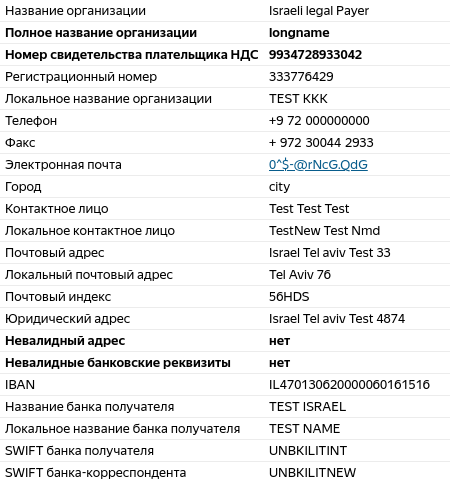 Название организации Israeli legal Payer
Полное название организации longname
Номер свидетельства плательщика НДС 9934728933042
Регистрационный номер 333776429
Локальное название организации TEST KKK
Телефон +9 72 000000000
Факс + 972 30044 2933
Электронная почта 0^$-@rNcG.QdG
Город city
Контактное лицо Test Test Test
Локальное контактное лицо TestNew Test Nmd
Почтовый адрес Israel Tel aviv Test 33
Локальный почтовый адрес Tel Aviv 76
Почтовый индекс 56HDS
Юридический адрес Israel Tel aviv Test 4874
Невалидный адрес нет
Невалидные банковские реквизиты нет
IBAN IL470130620000060161516
Название банка получателя TEST ISRAEL
Локальное название банка получателя TEST NAME
SWIFT банка получателя UNBKILITINT
SWIFT банка-корреспондента UNBKILITNEW